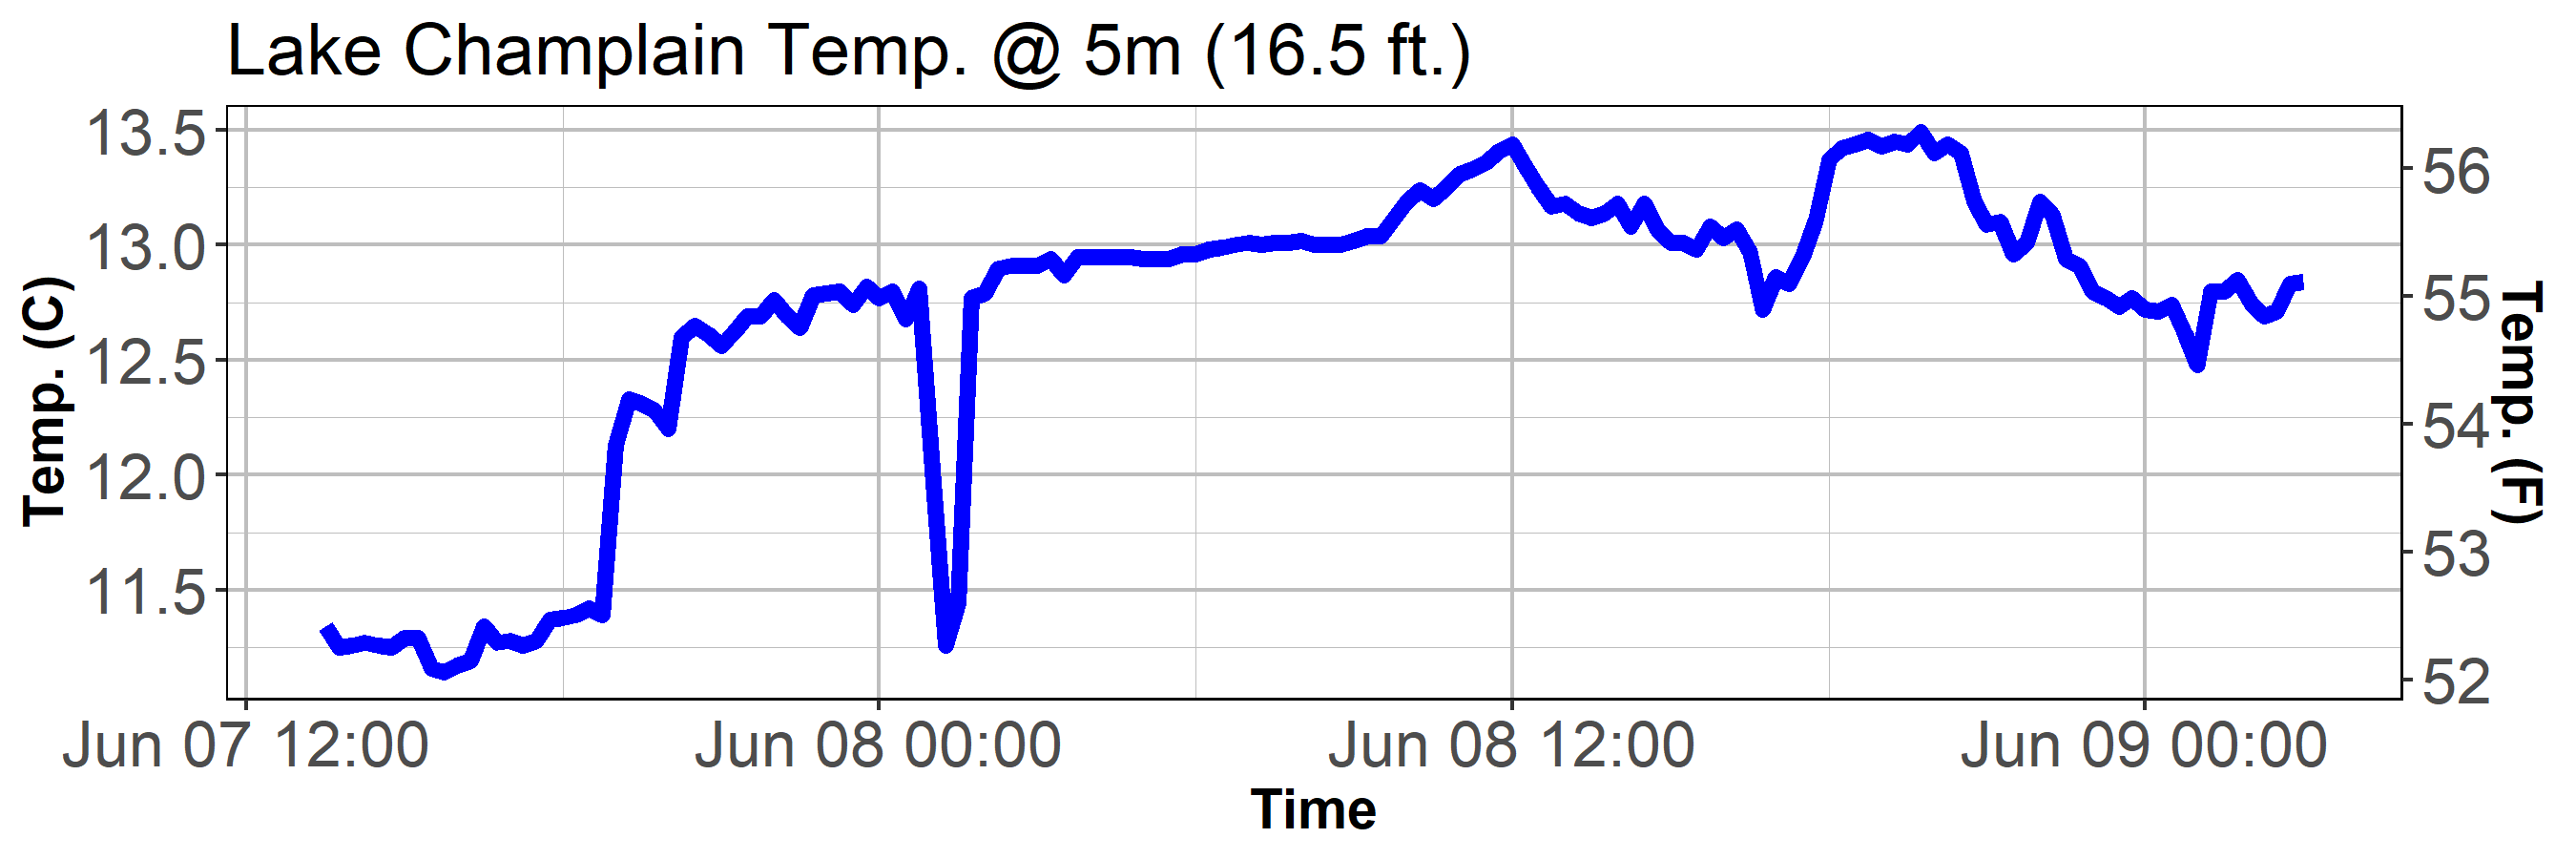 Lake Champlain Temp. @ 5m (16.5 ft.)
Temp. (C)
13.5
13.0
12.5
12.0
11.5
56
55
54
53
52
Temp. (F)
Jun 07 12:00
Jun 08 00:00
Jun 08 12:00
Jun 09 00:00
Time